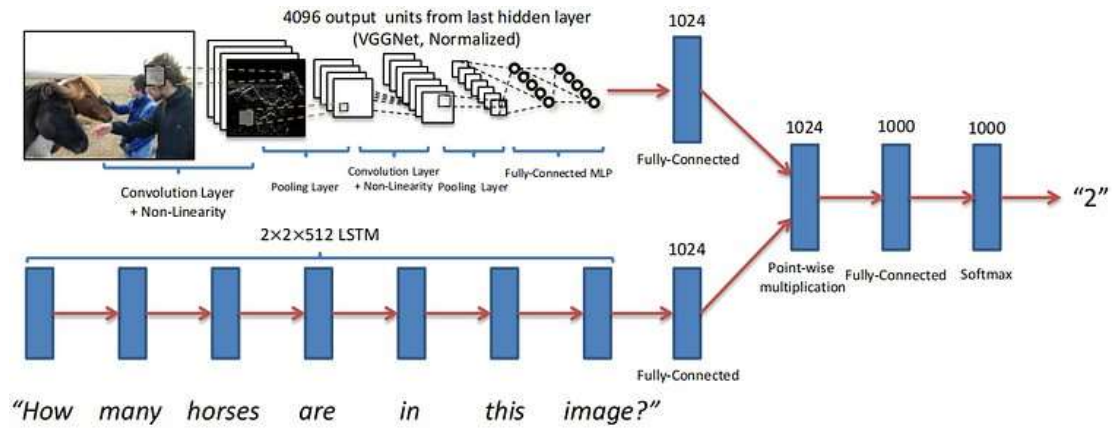 4096 output units from last hidden layer
(VGGNet, Normalized)
1024
Fully-Connected
Convolution Layer
+ Non-Linearity
Pooling Layer
Convolution Layer
+ Non-Linearity
Pooling Layer
Fully-Connected MLP
1024
Point-wise
multiplication
1000
Fully-Connected
1000
Softmax
“2”
2×2×512 LSTM
1024
Fully-Connected
“How many horses are in this image?”